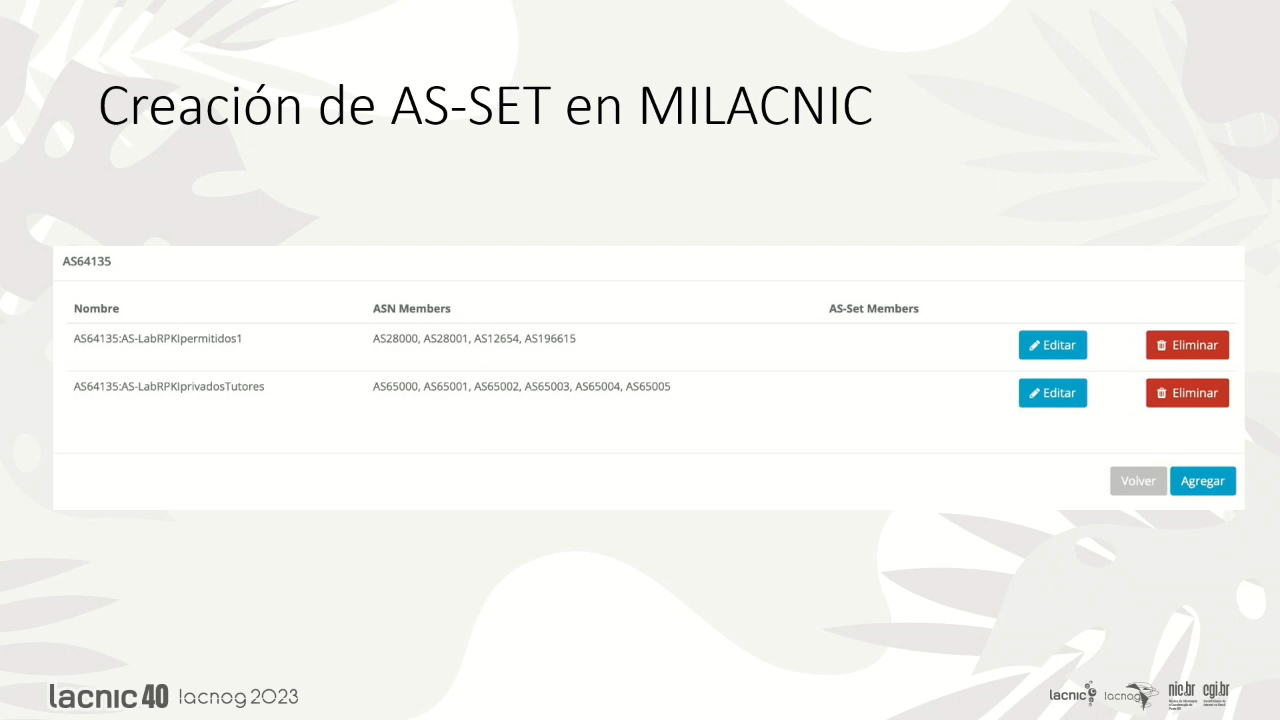 Creación de AS-SET en MILACNIC
AS64135
Nombre ASN Members AS-Set Members
AS64135:AS-LabRPKIpermitidos1 AS28000, AS28001, AS12654, AS196615 Editar Eliminar
AS64135:AS-LabRPKIprivadosTutores AS65000, AS65001, AS65002, AS65003, AS65004, AS65005 Editar Eliminar
Volver Agregar
lacnic 40 lacnog 2023 lacnic lacnog nic.br cgi.br